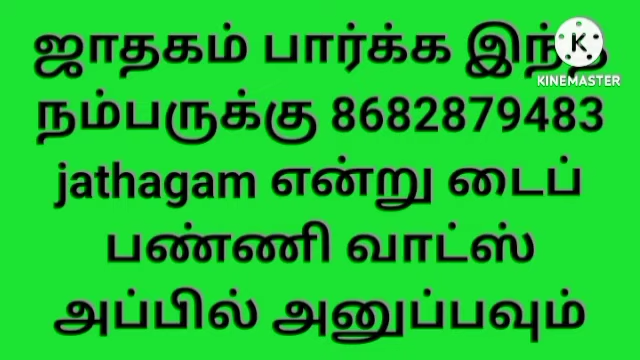 ஜாதகம் பார்க்க இந்த
நம்பருக்கு 8682879483
jathagam என்று டைப்
பண்ணி வாட்ஸ்
அப்பில் அனுப்பவும்
K
KINEMASTER